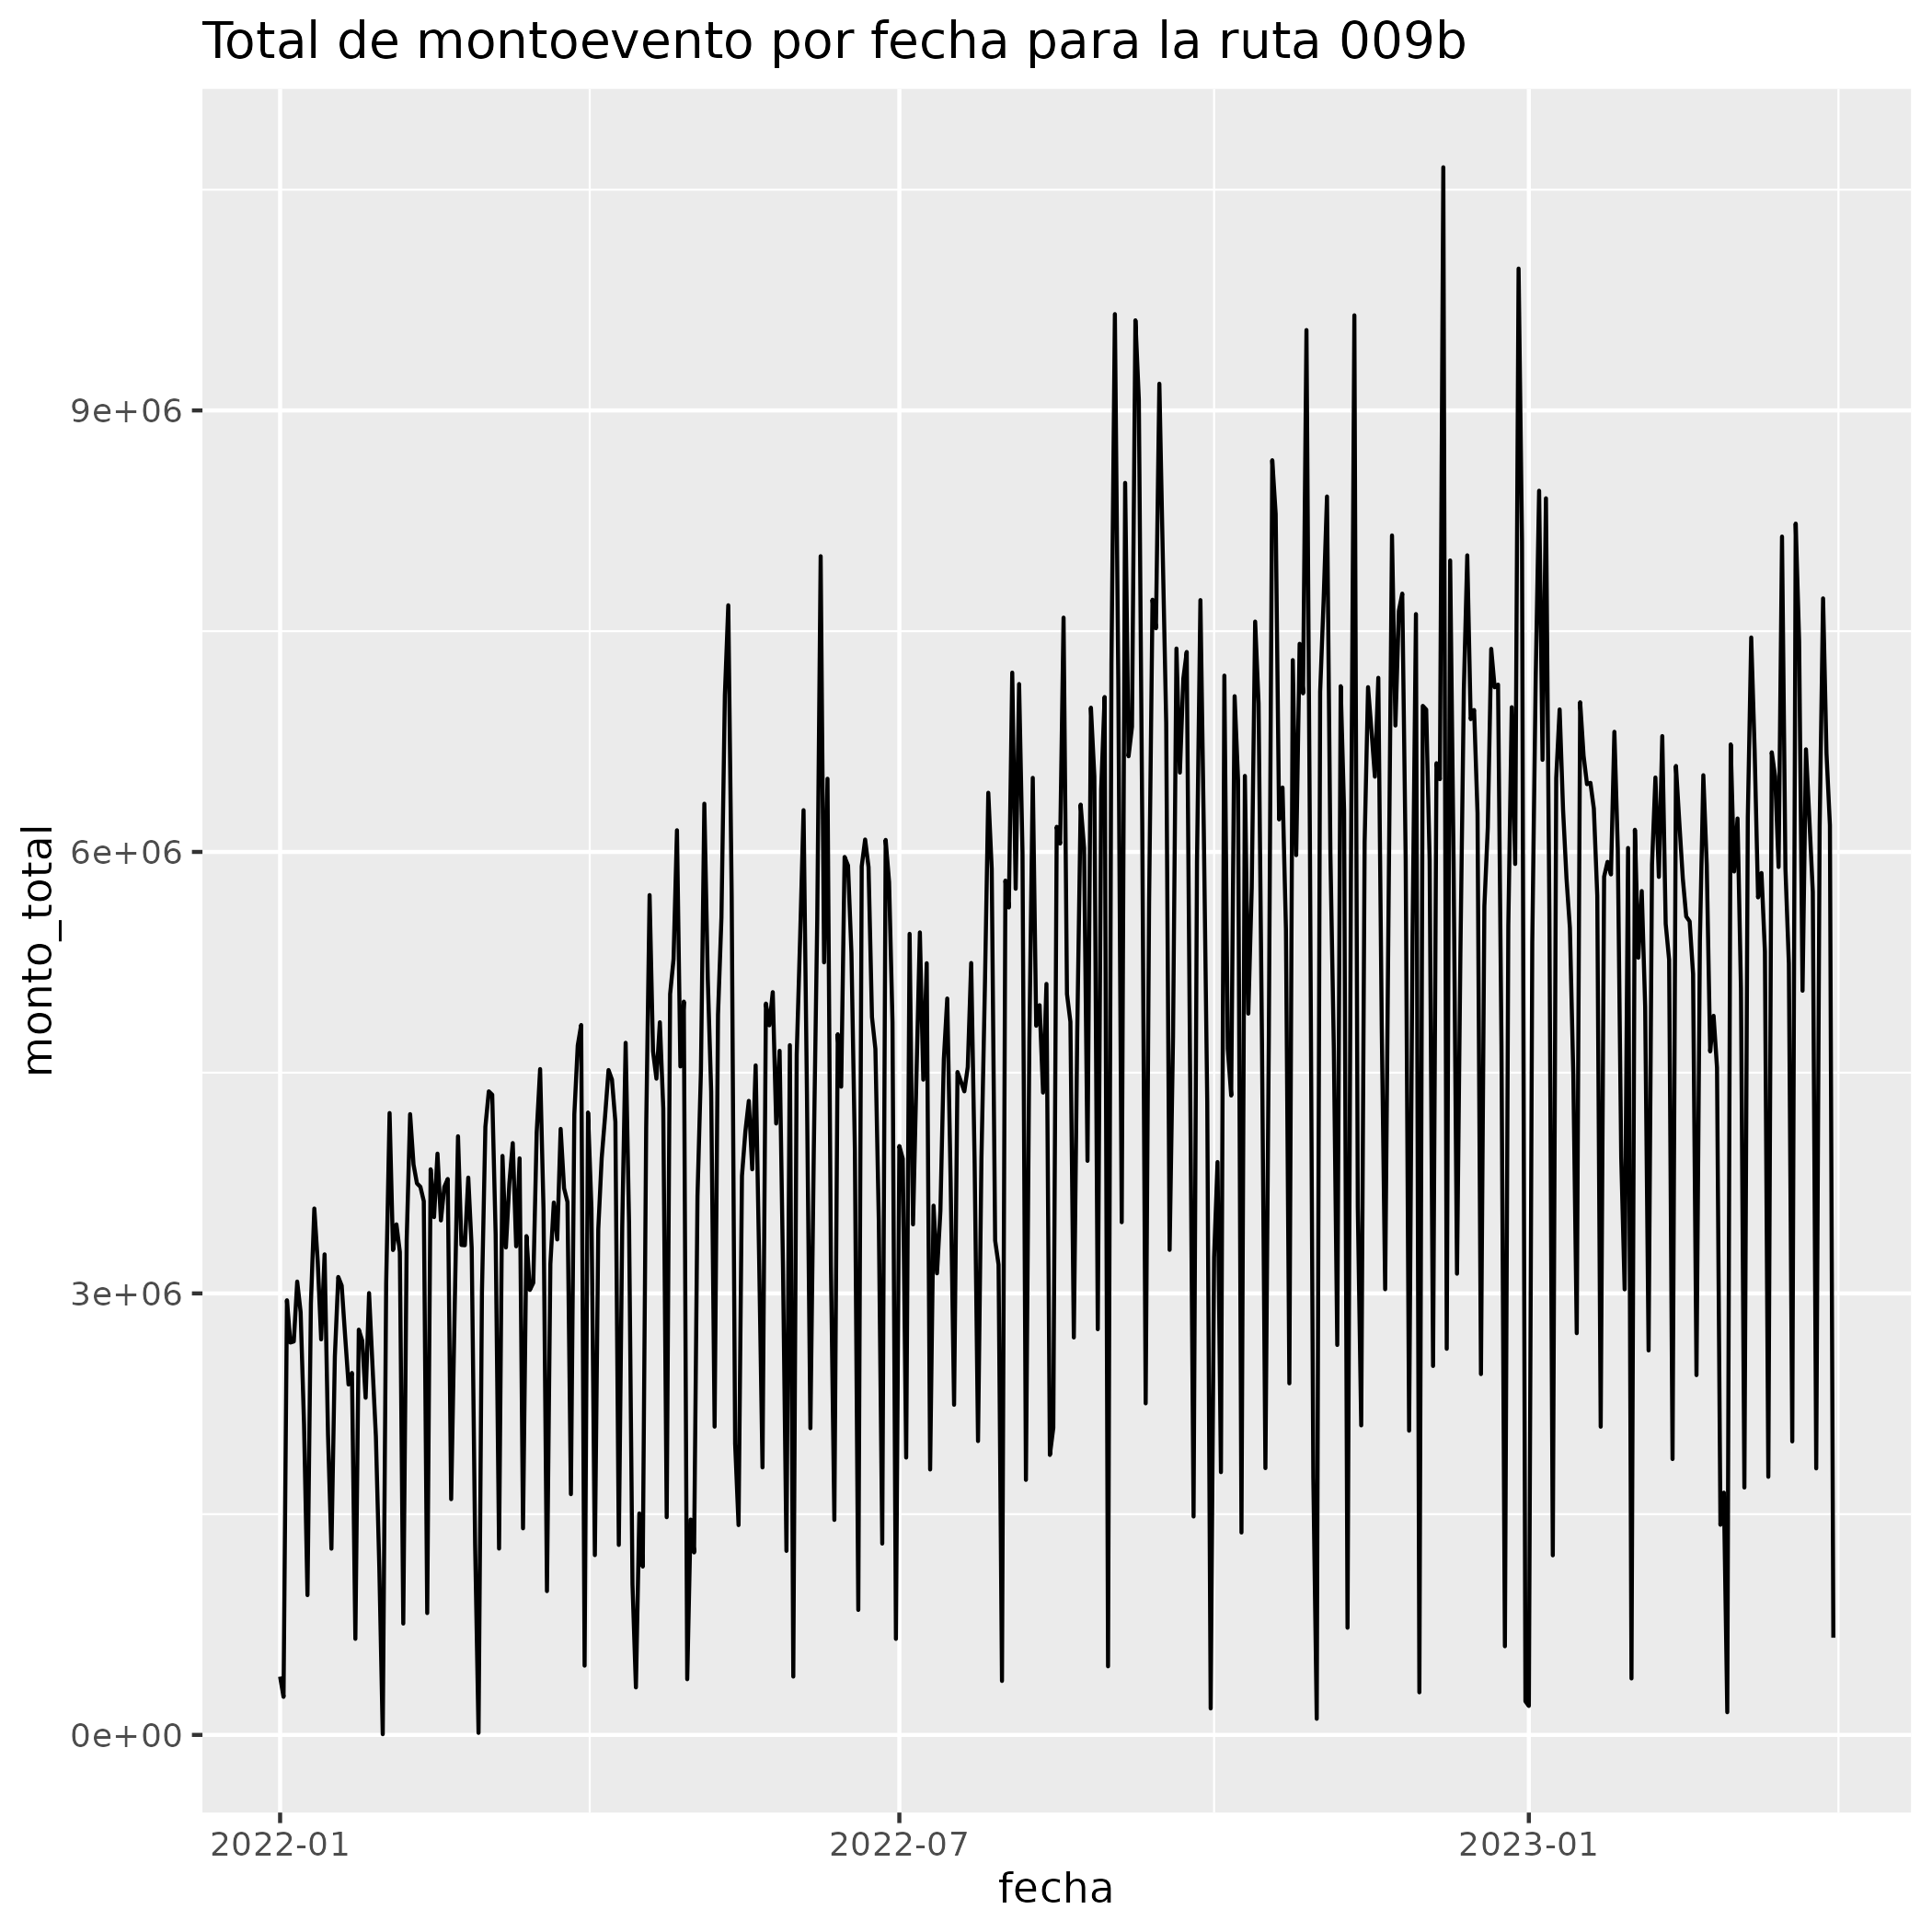 Total de montoevento por fecha para la ruta 009b
monto_total
9e+06
6e+06
3e+06
0e+00
2022-01
2022-07
2023-01
fecha